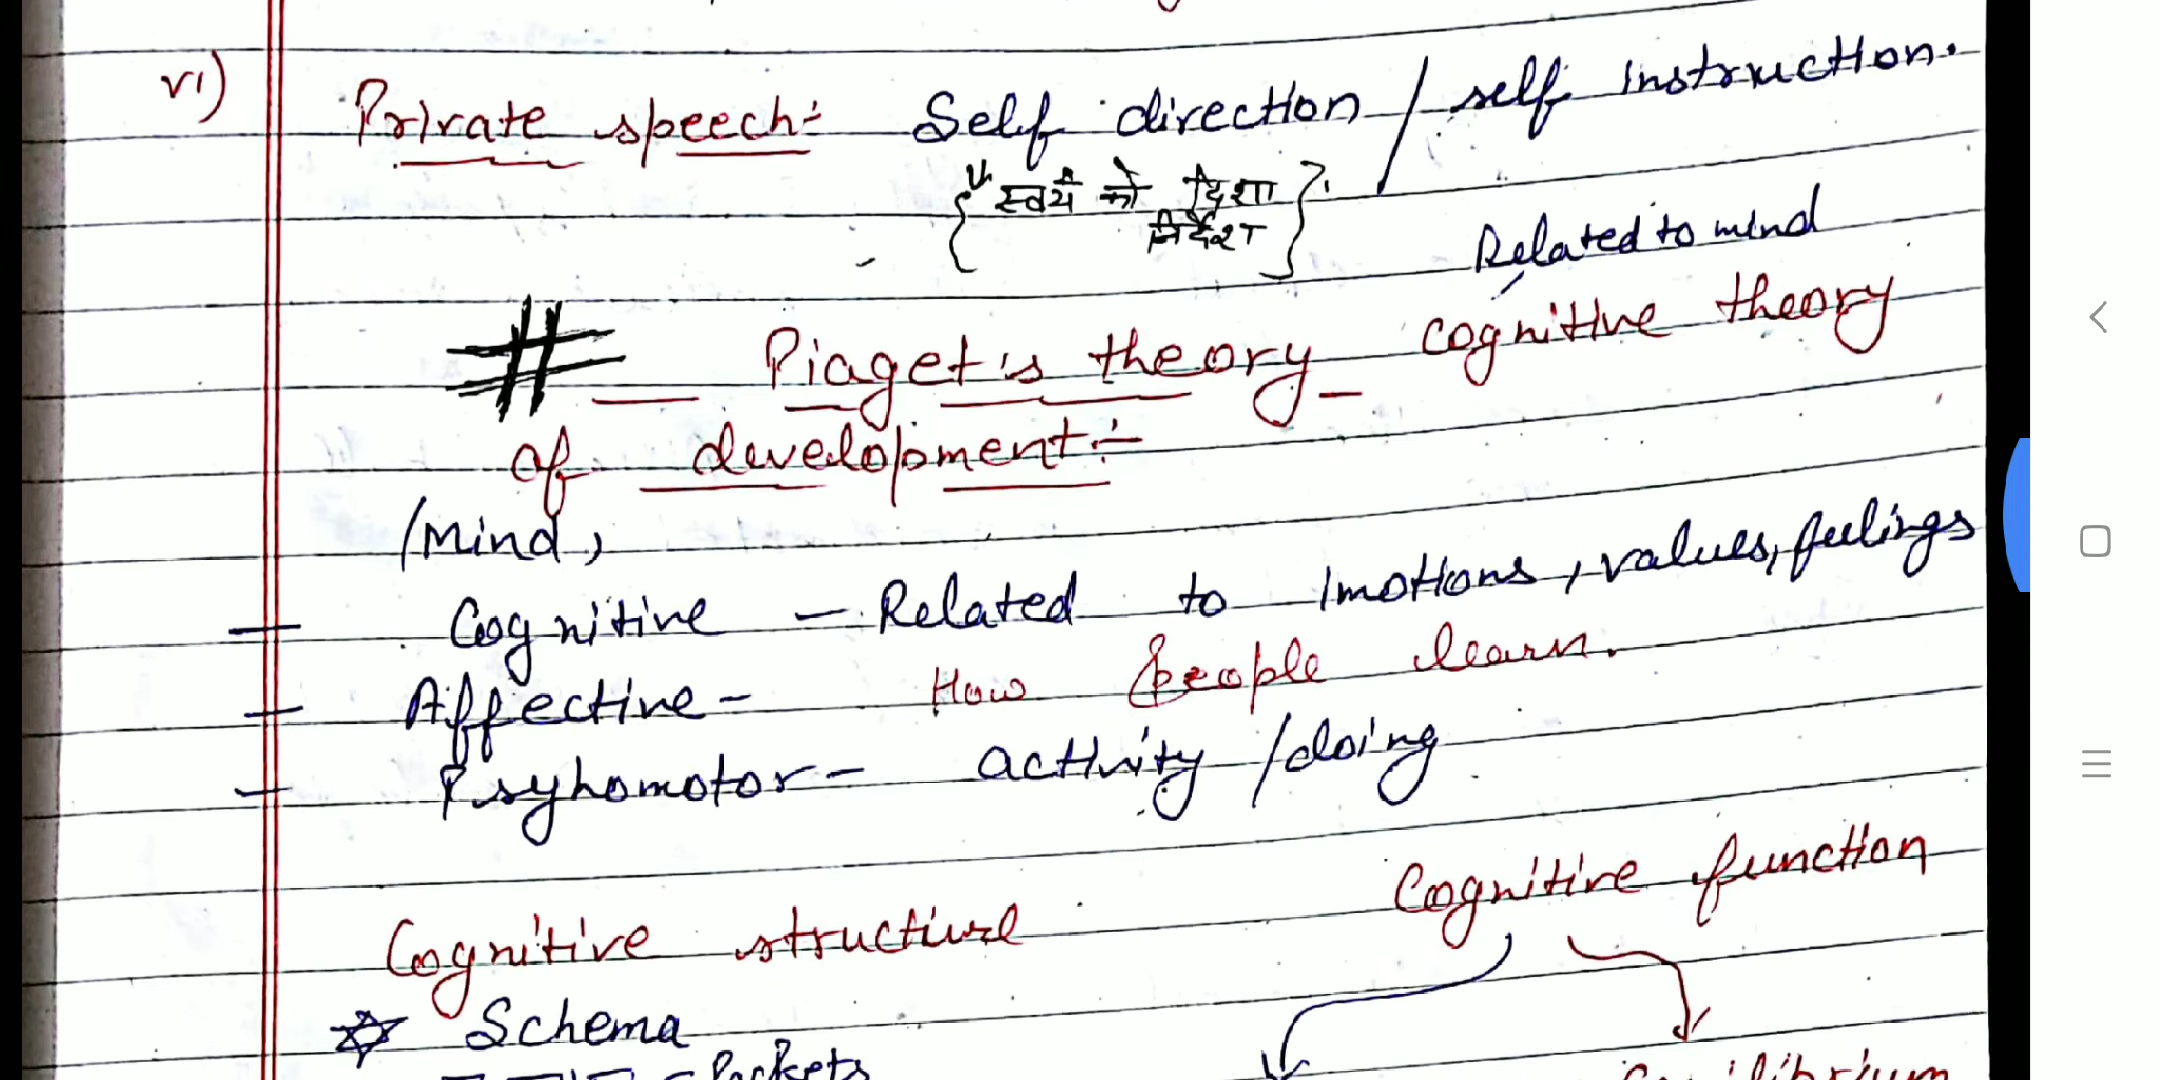 vi) Private speech:- Self direction / self instruction.
{स्वयं को दिशा
निर्देश}
Related to mind
# Piaget's theory - cognitive theory
of development:-
/Mind,
- Cognitive - Related to Imotions, values, feelings
- Affective - How people learn.
- Psyhomotor - activity /doing
Cognitive function
Cognitive structure
Schema
Packets